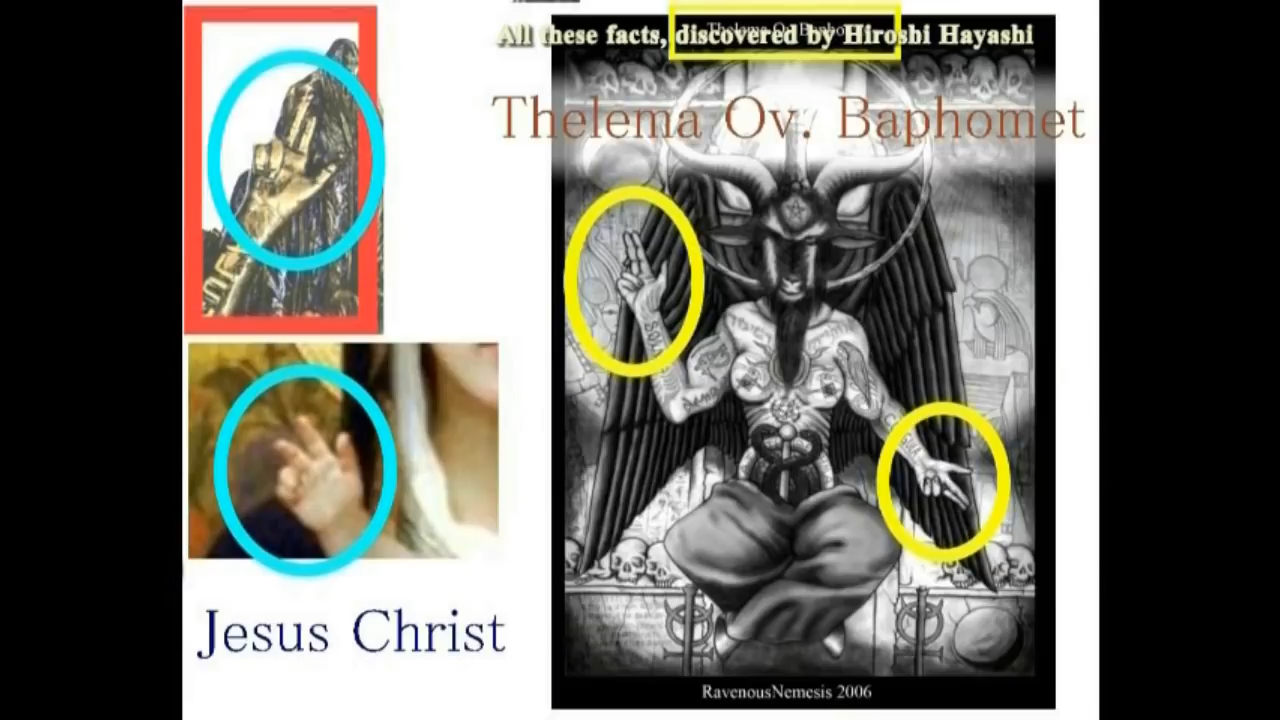 All these facts, discovered by Hiroshi Hayashi
Thelema Ov. Baphomet
Jesus Christ
RavenousNemesis 2006